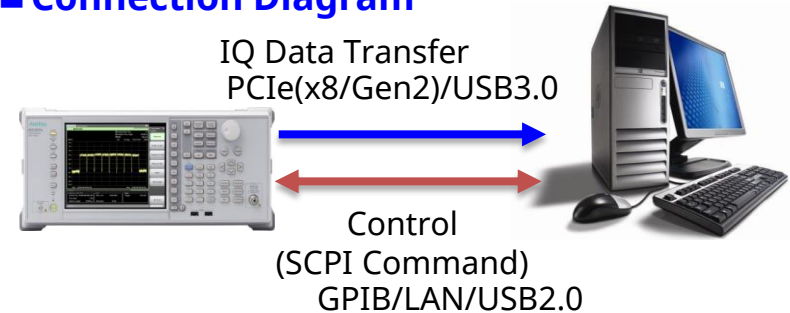 ■ Connection Diagram
IQ Data Transfer
PCIe(x8/Gen2)/USB3.0
Control
(SCPI Command)
GPIB/LAN/USB2.0